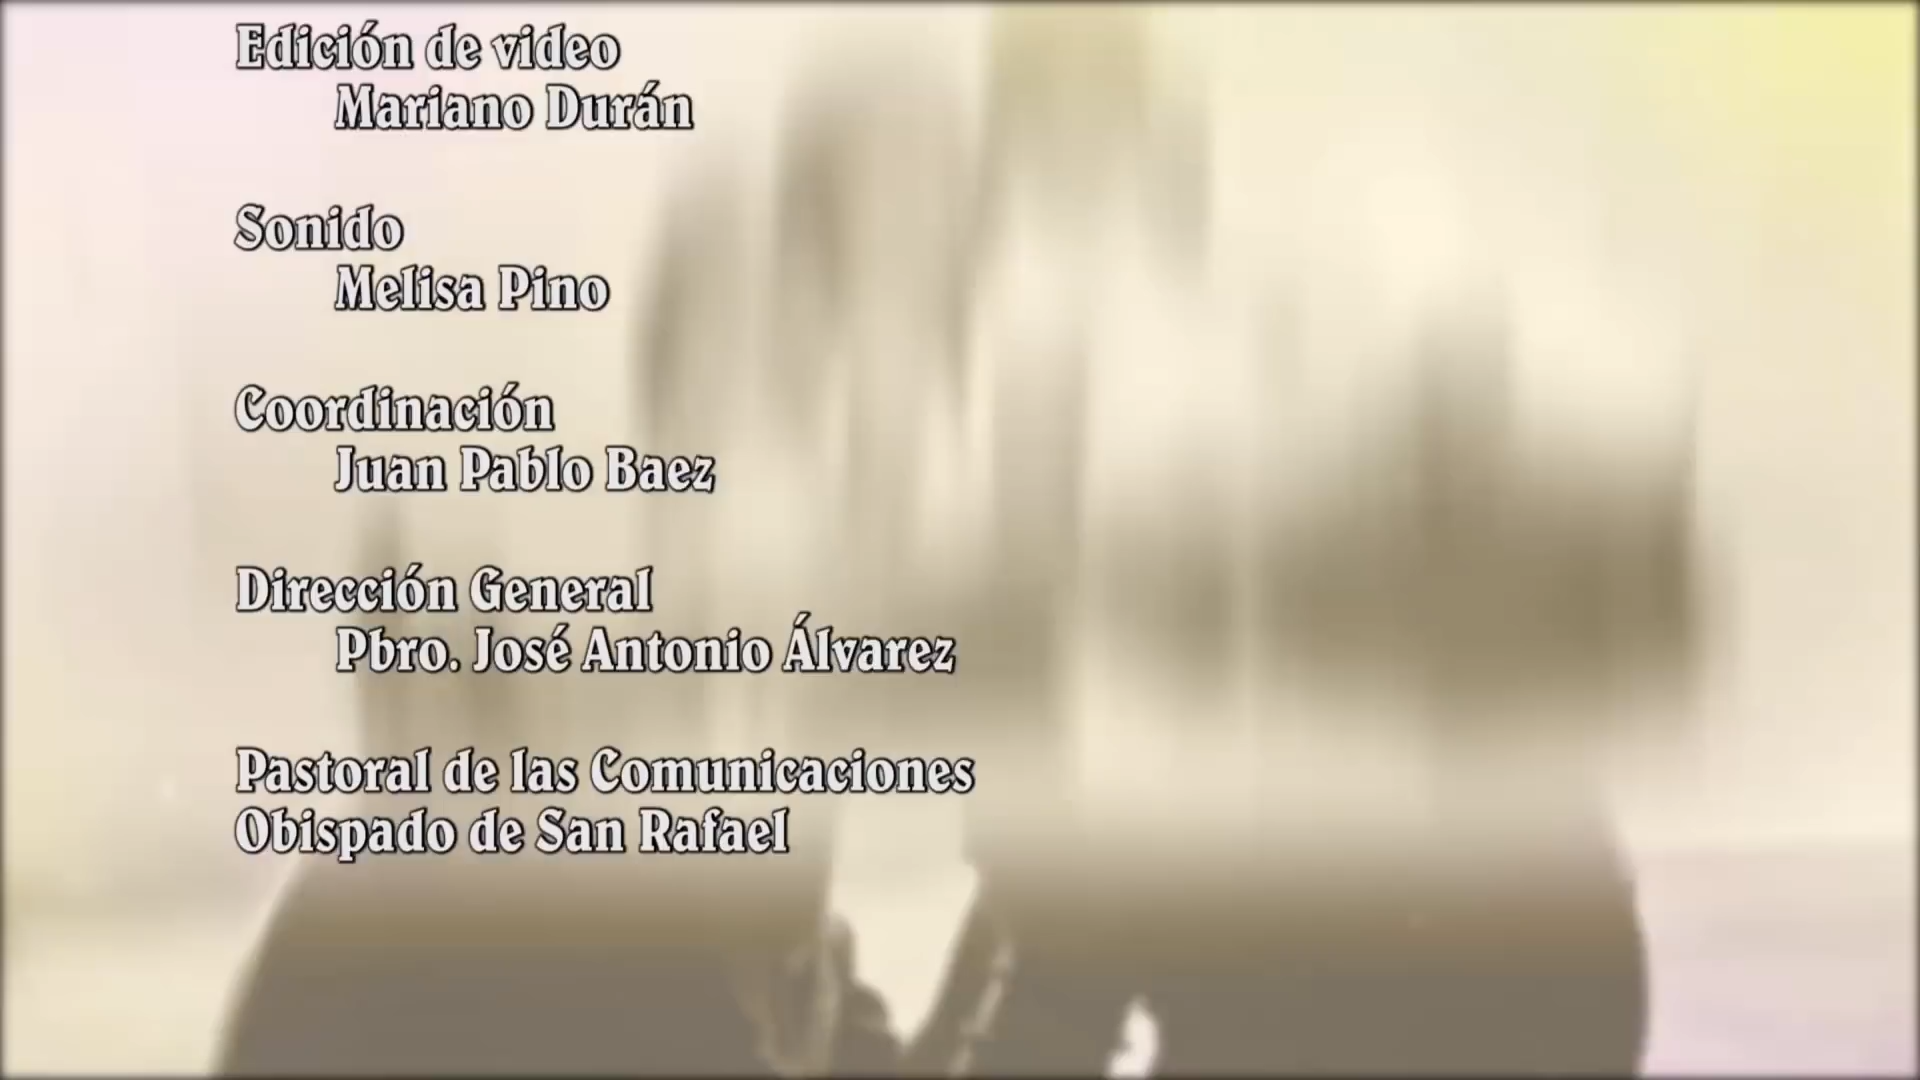 Edición de video
Mariano Durán
Sonido
Melisa Pino
Coordinación
Juan Pablo Baez
Dirección General
Pbro. José Antonio Álvarez
Pastoral de las Comunicaciones
Obispado de San Rafael